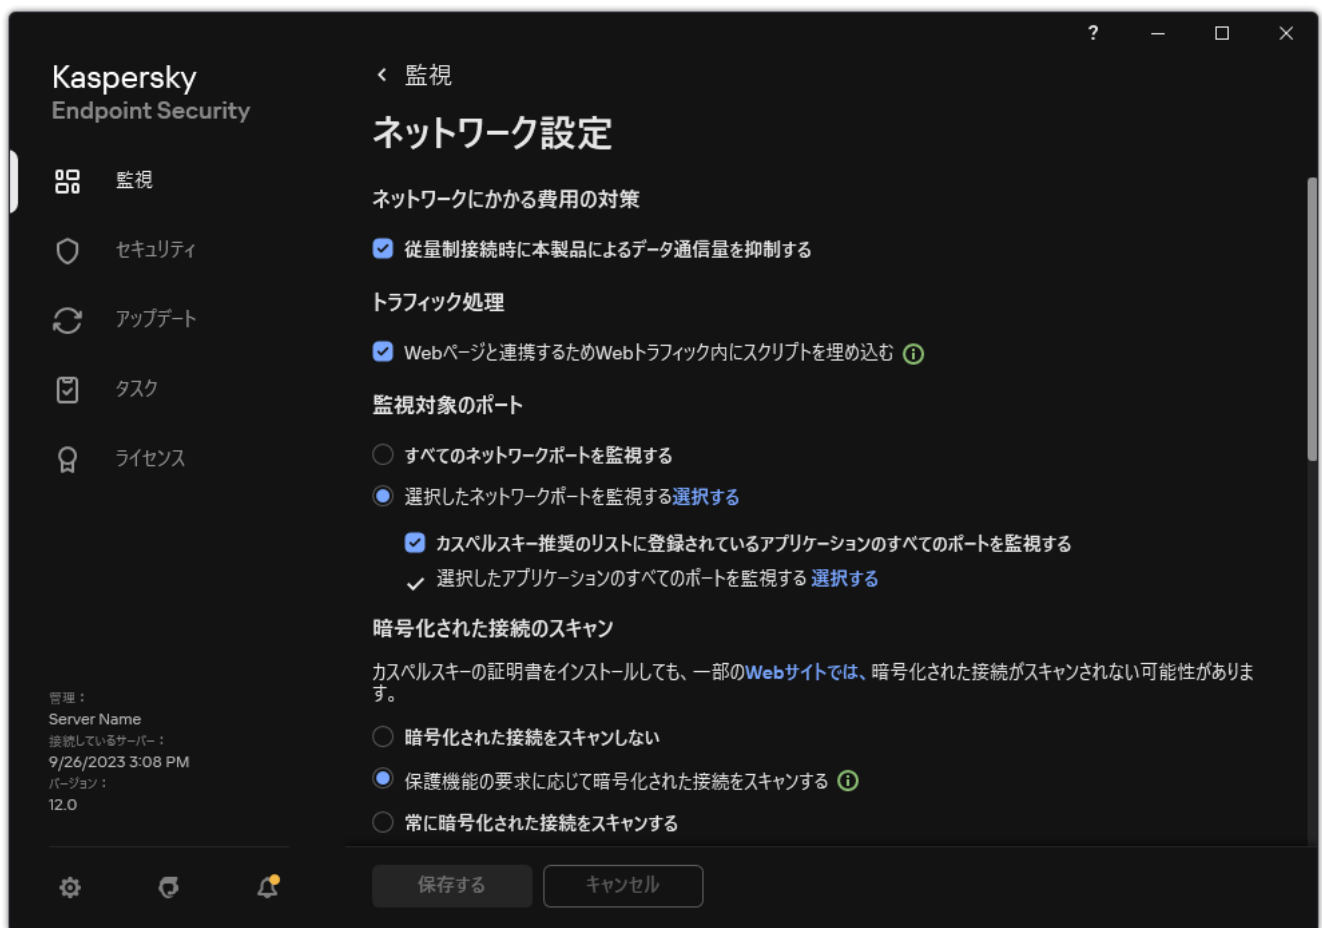 ?
Kaspersky
Endpoint Security
監視
セキュリティ
アップデート
タスク
ライセンス
管理：
Server Name
接続しているサーバー：
9/26/2023 3:08 PM
バージョン：
12.0
監視
ネットワーク設定
ネットワークにかかる費用の対策
従量制接続時に本製品によるデータ通信量を抑制する
トラフィック処理
Webページと連携するためWebトラフィック内にスクリプトを埋め込む
監視対象のポート
すべてのネットワークポートを監視する
選択したネットワークポートを監視する選択する
カスペルスキー推奨のリストに登録されているアプリケーションのすべてのポートを監視する
選択したアプリケーションのすべてのポートを監視する 選択する
暗号化された接続のスキャン
カスペルスキーの証明書をインストールしても、一部のWebサイトでは、暗号化された接続がスキャンされない可能性がありま
す。
暗号化された接続をスキャンしない
保護機能の要求に応じて暗号化された接続をスキャンする
常に暗号化された接続をスキャンする
保存する
キャンセル